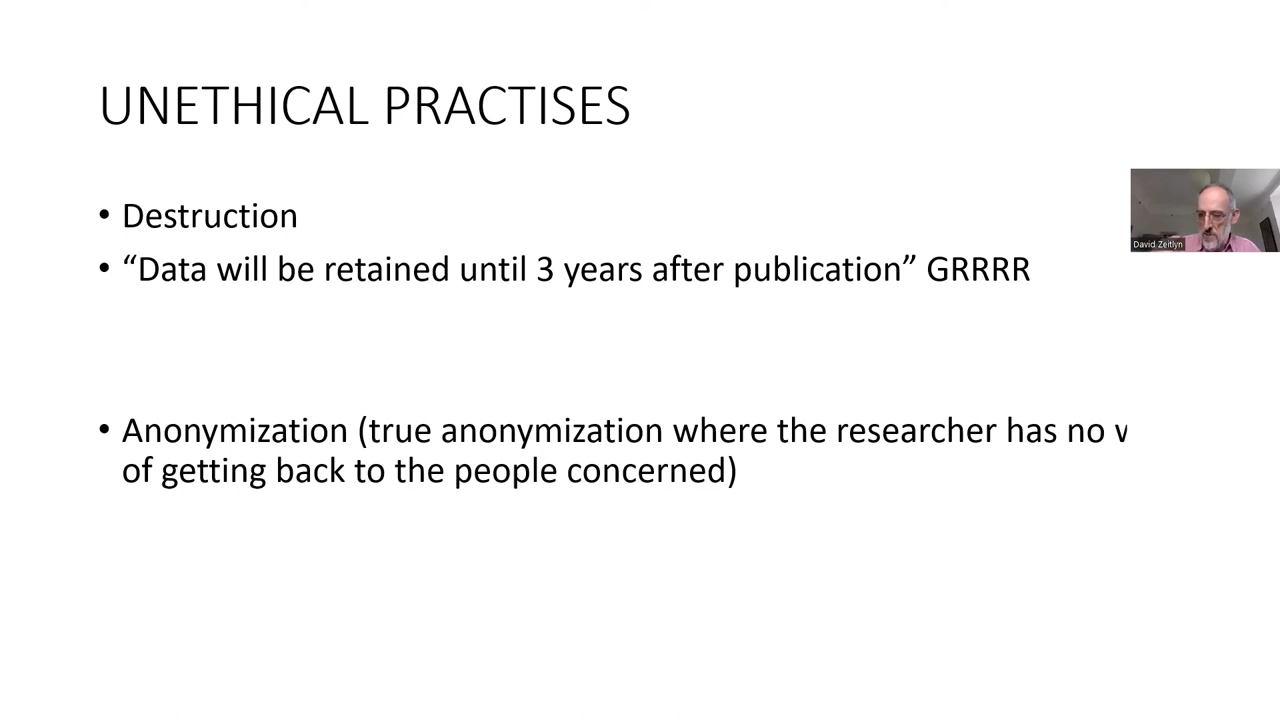 UNETHICAL PRACTISES
• Destruction
• “Data will be retained until 3 years after publication” GRRRR
• Anonymization (true anonymization where the researcher has no
of getting back to the people concerned)
David Zeitlyn